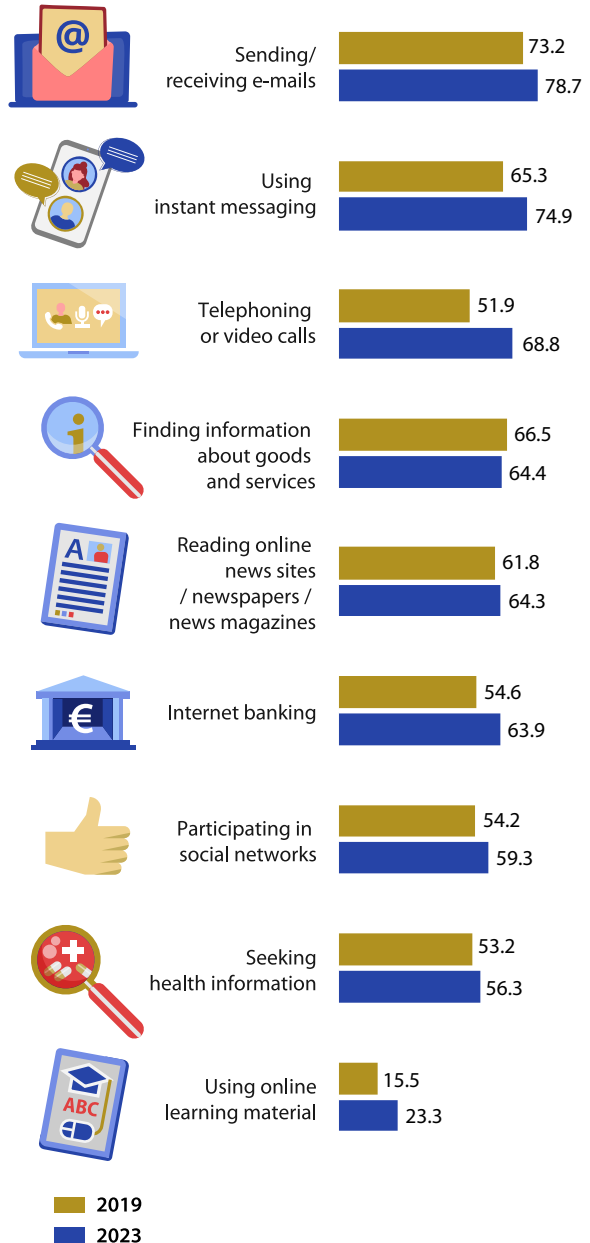 @
Sending/
receiving e-mails
73.2
78.7
Using
instant messaging
65.3
74.9
Telephoning
or video calls
51.9
68.8
i
Finding information
about goods
and services
66.5
64.4
A
Reading online
news sites
/ newspapers /
news magazines
61.8
64.3
€
Internet banking
54.6
63.9
Participating in
social networks
54.2
59.3
Seeking
health information
53.2
56.3
ABC
Using online
learning material
15.5
23.3
2019
2023